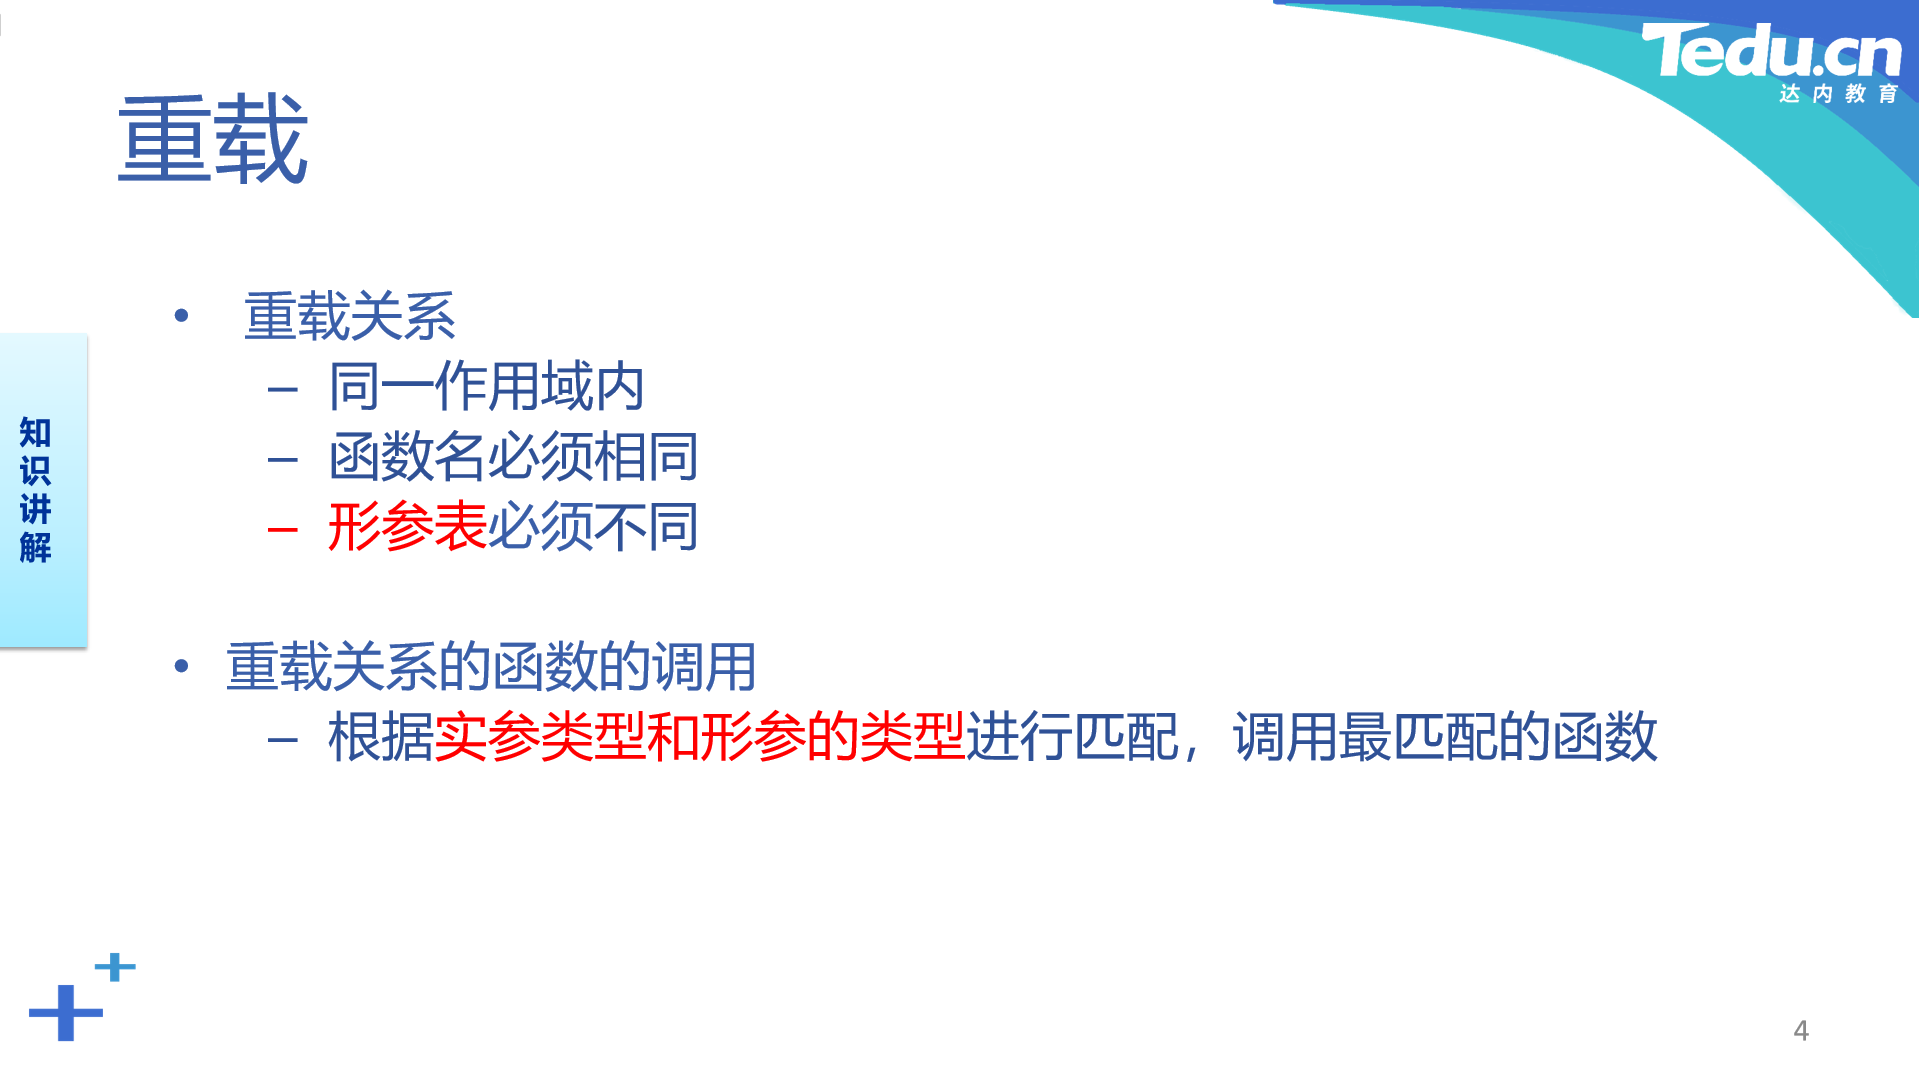 Tedu.cn
达内教育
重载
• 重载关系
– 同一作用域内
– 函数名必须相同
– 形参表必须不同
知识讲解
• 重载关系的函数的调用
– 根据实参类型和形参的类型进行匹配，调用最匹配的函数
4